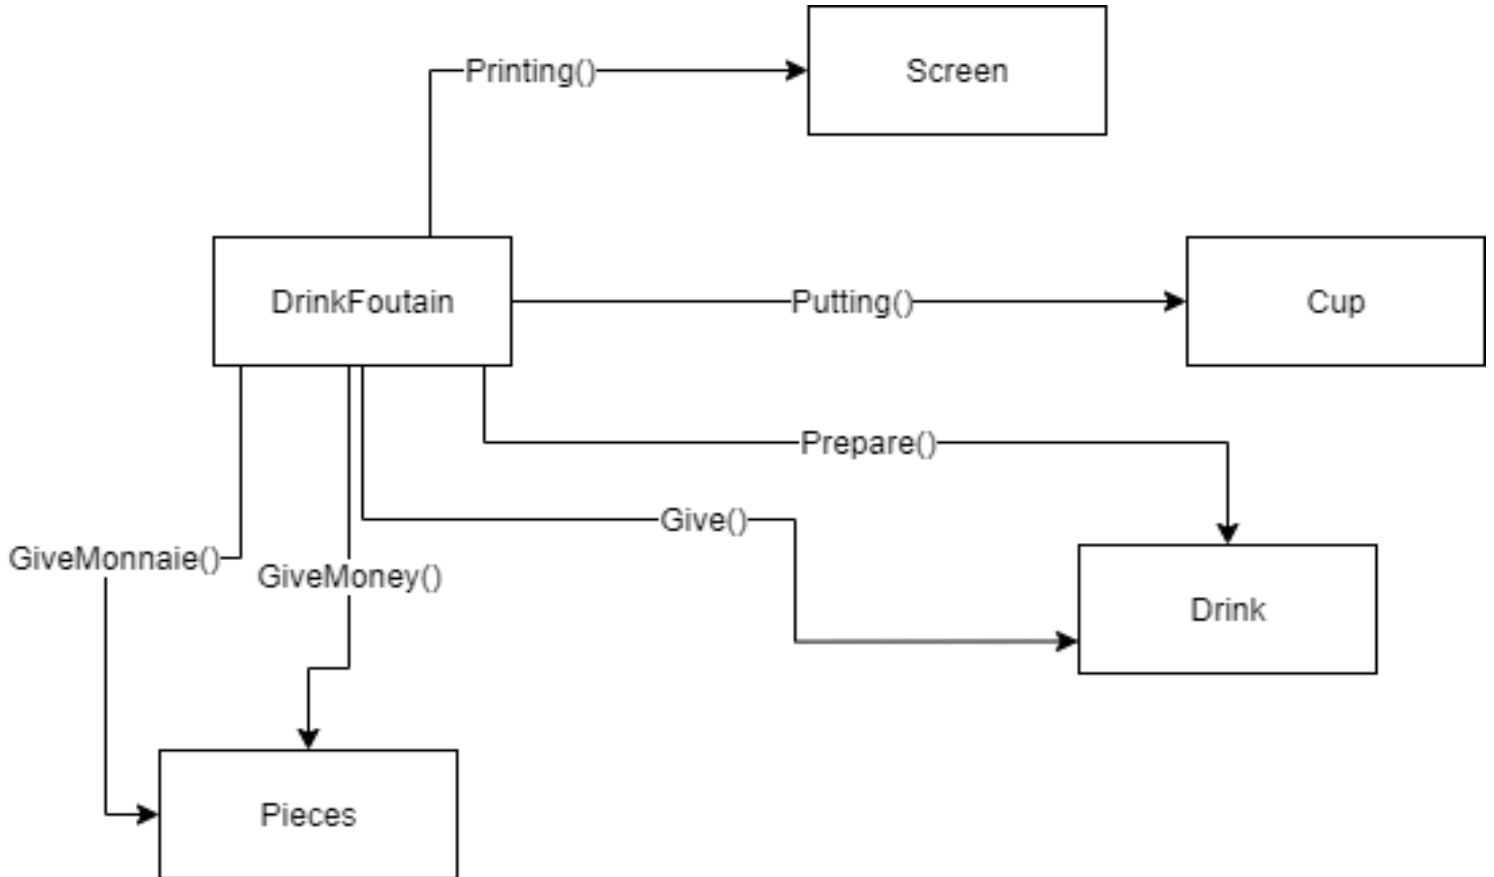 Printing()
Screen
DrinkFoutain
Putting()
Cup
Prepare()
Give()
GiveMonnaie()
GiveMoney()
Drink
Pieces